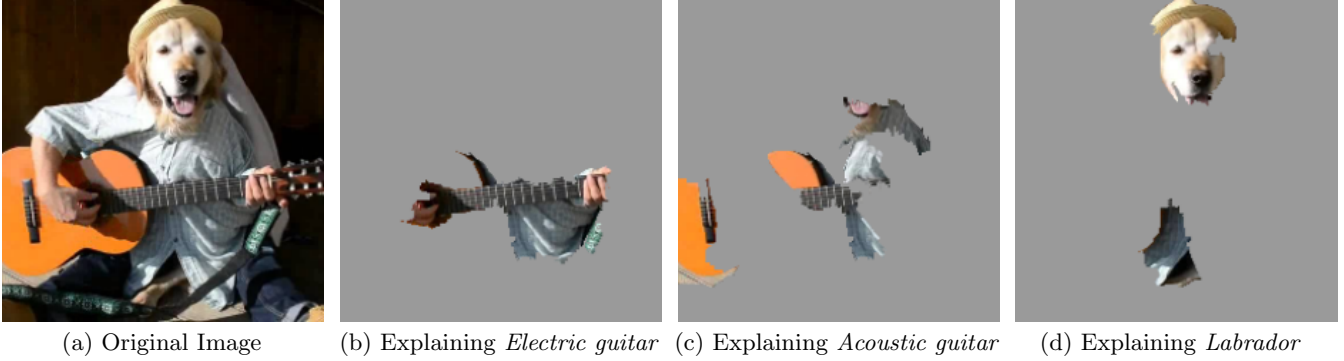 (a) Original Image
(b) Explaining Electric guitar
(c) Explaining Acoustic guitar
(d) Explaining Labrador